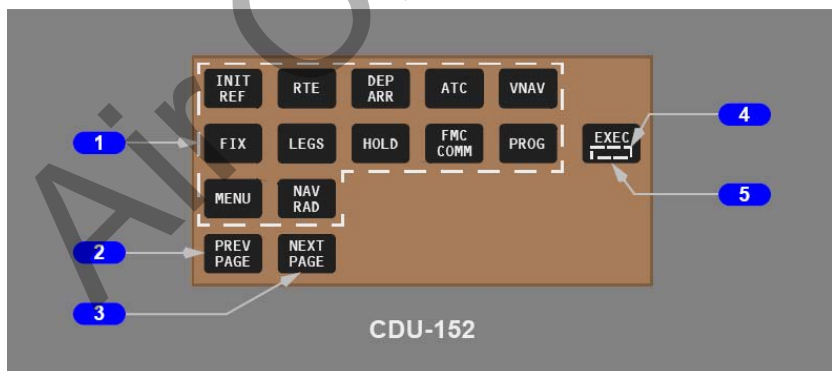 INIT REF
RTE
DEP ARR
ATC
VNAV
4
1
FIX
LEGS
HOLD
FMC COMM
PROG
EXEC
MENU
NAV RAD
5
2
PREV PAGE
NEXT PAGE
3
CDU-152
Air